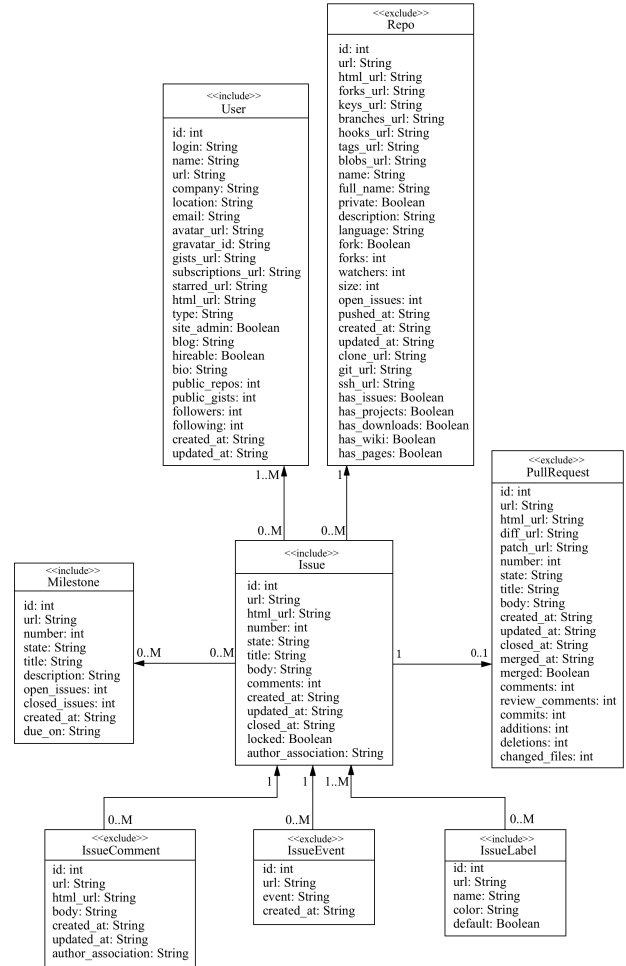 <<exclude>>
Repo
id: int
url: String
html_url: String
forks_url: String
keys_url: String
branches_url: String
hooks_url: String
tags_url: String
blobs_url: String
name: String
full_name: String
private: Boolean
description: String
language: String
fork: Boolean
forks: int
watchers: int
size: int
open_issues: int
pushed_at: String
created_at: String
updated_at: String
clone_url: String
git_url: String
ssh_url: String
has_issues: Boolean
has_projects: Boolean
has_downloads: Boolean
has_wiki: Boolean
has_pages: Boolean
<<include>>
User
id: int
login: String
name: String
url: String
company: String
location: String
email: String
avatar_url: String
gravatar_id: String
gists_url: String
subscriptions_url: String
starred_url: String
html_url: String
type: String
site_admin: Boolean
blog: String
hireable: Boolean
bio: String
public_repos: int
public_gists: int
followers: int
following: int
created_at: String
updated_at: String
1..M
1
0..M
0..M
<<exclude>>
PullRequest
id: int
url: String
html_url: String
diff_url: String
patch_url: String
number: int
state: String
title: String
body: String
created_at: String
updated_at: String
closed_at: String
merged_at: String
merged: Boolean
comments: int
review_comments: int
commits: int
additions: int
deletions: int
changed_files: int
<<include>>
Issue
id: int
url: String
html_url: String
number: int
state: String
title: String
body: String
comments: int
created_at: String
updated_at: String
closed_at: String
locked: Boolean
author_association: String
<<include>>
Milestone
id: int
url: String
number: int
state: String
title: String
description: String
open_issues: int
closed_issues: int
created_at: String
due_on: String
0..M
0..M
1
0..1
1
1
1..M
0..M
0..M
0..M
<<exclude>>
IssueComment
id: int
url: String
html_url: String
body: String
created_at: String
updated_at: String
author_association: String
<<exclude>>
IssueEvent
id: int
url: String
event: String
created_at: String
<<include>>
IssueLabel
id: int
url: String
name: String
color: String
default: Boolean